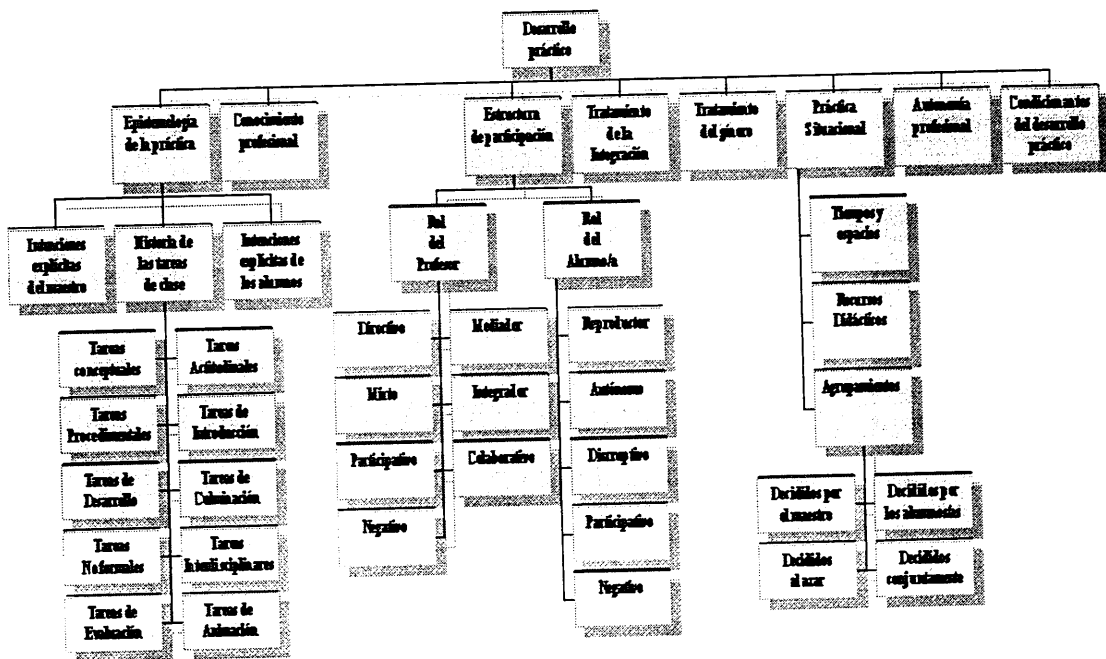 Desarrollo
práctico
Epistemología
de la práctica
Conocimiento
profesional
Estructura
de participación
Tratamiento
de la
Integración
Tratamiento
del género
Práctica
Situacional
Autonomía
profesional
Condicionantes
del desarrollo
práctico
Intenciones
explícitas
del maestro
Historia de
las tareas
de clase
Intenciones
explícitas de
los alumnos
Rol
del
Profesor
Rol
del
Alumno/a
Tiempos y
espacios
Recursos
Didácticos
Agrupamientos
Tareas
conceptuales
Tareas
Actitudinales
Tareas
Procedimentales
Tareas de
Introducción
Tareas de
Desarrollo
Tareas de
Culminación
Tareas
No formales
Tareas
Interdisciplinares
Tareas de
Evaluación
Tareas de
Animación
Directivo
Mediador
Mixto
Integrador
Participativo
Colaborativo
Negativo
Reproductor
Autónomo
Disruptivo
Participativo
Negativo
Decididos por
el maestro
Decididos por
los alumnos/as
Decididos
al azar
Decididos
conjuntamente